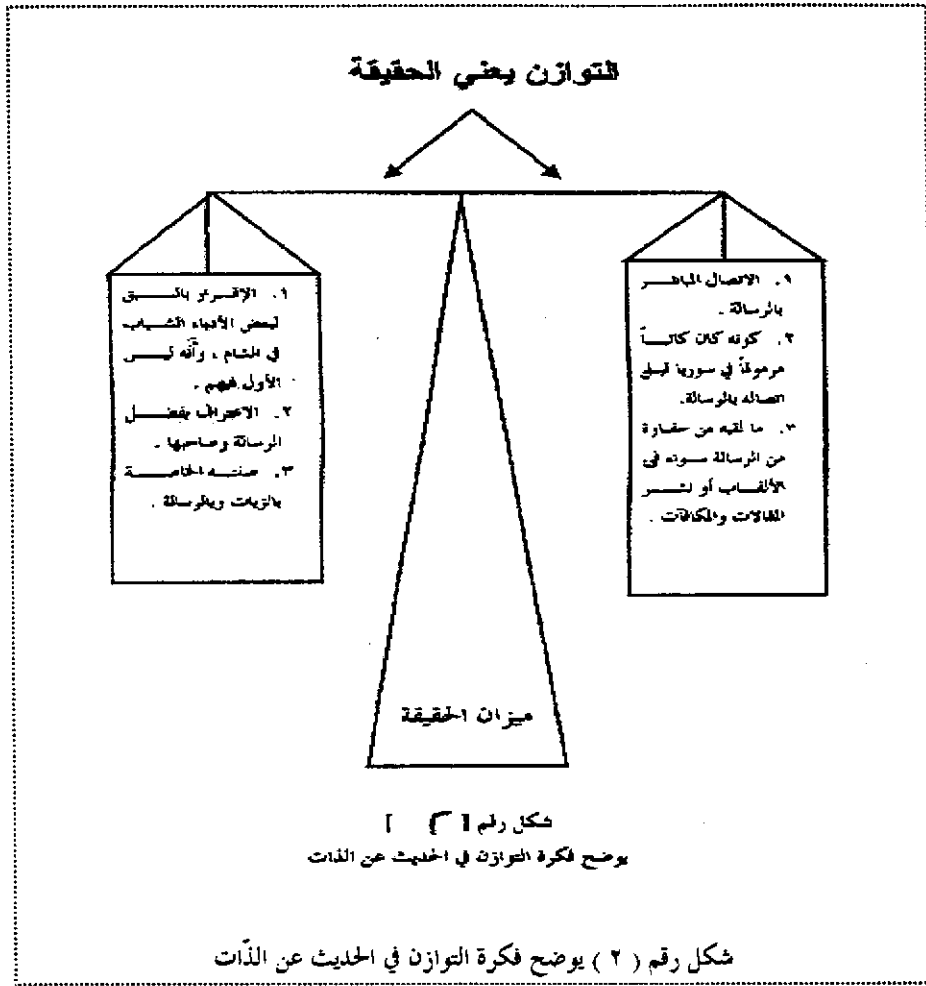 التوازن يعني الحقيقة
١. الاتصال المباشر
بالرسالة .
٢. كونه كان كاتباً
مرموقاً في سوريا قبل
اتصاله بالرسالة.
٣. ما لقيه من حفاوة
من الرسالة سواء في
الألقاب أو نشر
المقالات والمكافآت .
١. الإقرار بالسبق
لبعض الأدباء الشباب
في الشام ، وأنه ليس
الأول فيهم .
٢. الاعتراف بفضل
الرسالة وصاحبها .
٣. صلته الخاصة
بالزيات وبالرسالة .
ميزان الحقيقة
شكل رقم [ ]
يوضح فكرة التوازن في الحديث عن الذات
شكل رقم ( ٢ ) يوضح فكرة التوازن في الحديث عن الذّات